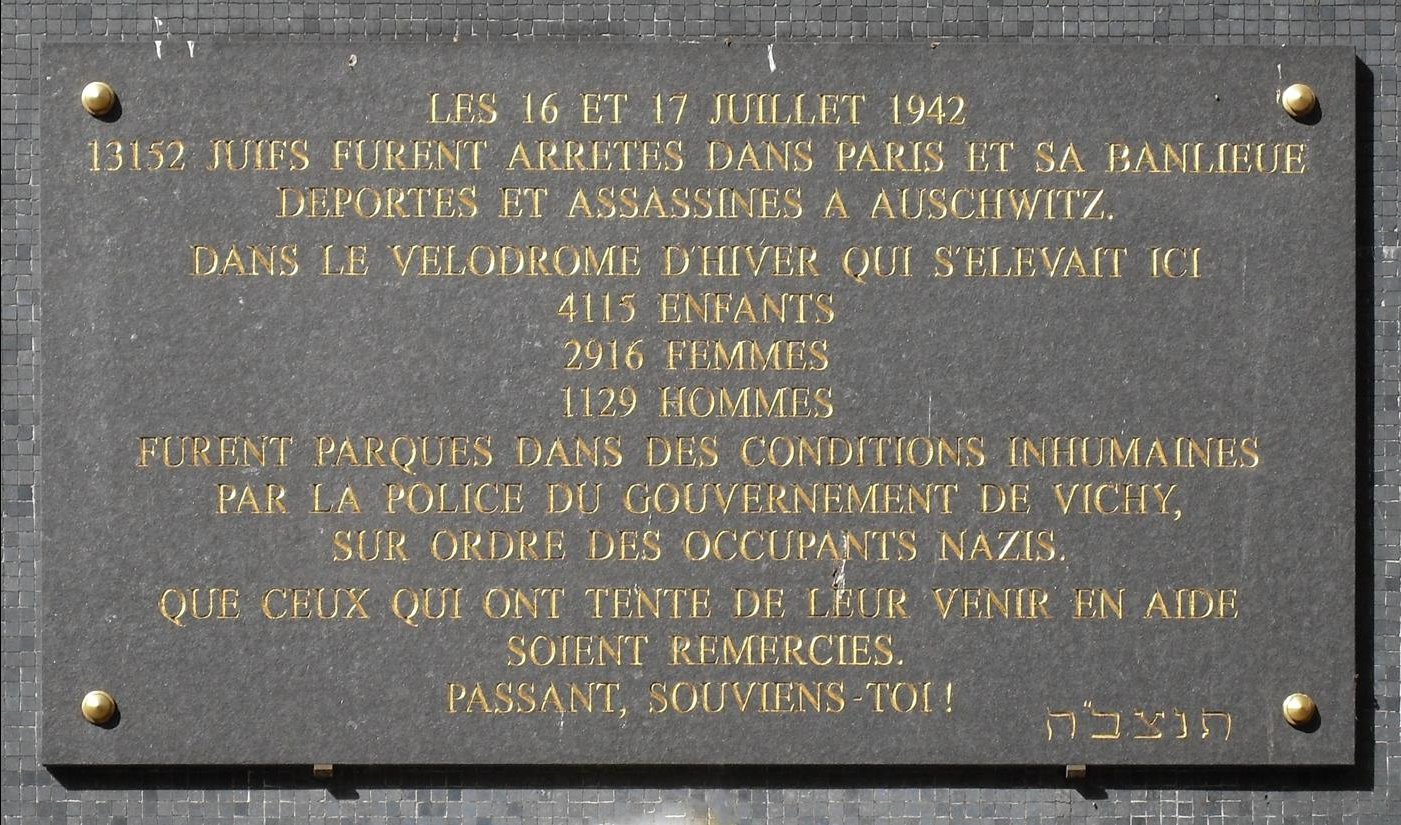 LES 16 ET 17 JUILLET 1942
13152 JUIFS FURENT ARRETES DANS PARIS ET SA BANLIEUE
DEPORTES ET ASSASSINES A AUSCHWITZ.
DANS LE VELODROME D'HIVER QUI S'ELEVAIT ICI
4115 ENFANTS
2916 FEMMES
1129 HOMMES
FURENT PARQUES DANS DES CONDITIONS INHUMAINES
PAR LA POLICE DU GOUVERNEMENT DE VICHY,
SUR ORDRE DES OCCUPANTS NAZIS.
QUE CEUX QUI ONT TENTE DE LEUR VENIR EN AIDE
SOIENT REMERCIES.
PASSANT, SOUVIENS-TOI !
תנצב"ה